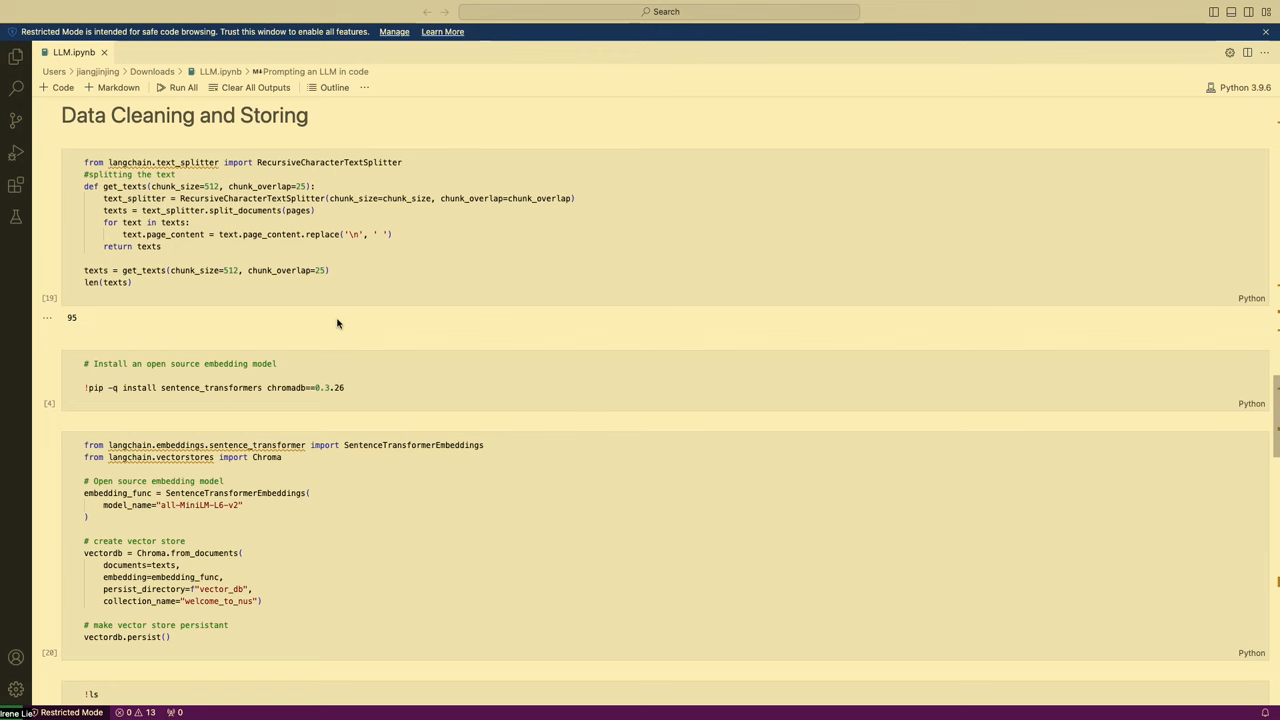 Search
Restricted Mode is intended for safe code browsing. Trust this window to enable all features. Manage Learn More
LLM.ipynb
Users > jiangjinjing > Downloads > LLM.ipynb > Prompting an LLM in code
+ Code + Markdown Run All Clear All Outputs Outline ...
Python 3.9.6
Data Cleaning and Storing
from langchain.text_splitter import RecursiveCharacterTextSplitter
#splitting the text
def get_texts(chunk_size=512, chunk_overlap=25):
    text_splitter = RecursiveCharacterTextSplitter(chunk_size=chunk_size, chunk_overlap=chunk_overlap)
    texts = text_splitter.split_documents(pages)
    for text in texts:
        text.page_content = text.page_content.replace('\n', ' ')
    return texts
texts = get_texts(chunk_size=512, chunk_overlap=25)
len(texts)
[19]
Python
... 95
# Install an open source embedding model
!pip -q install sentence_transformers chromadb==0.3.26
[4]
Python
from langchain.embeddings.sentence_transformer import SentenceTransformerEmbeddings
from langchain.vectorstores import Chroma
# Open source embedding model
embedding_func = SentenceTransformerEmbeddings(
    model_name="all-MiniLM-L6-v2"
)
# create vector store
vectordb = Chroma.from_documents(
    documents=texts,
    embedding=embedding_func,
    persist_directory=f"vector_db",
    collection_name="welcome_to_nus")
# make vector store persistant
vectordb.persist()
[20]
Python
!ls
Irene Lie
Restricted Mode 0 13 0